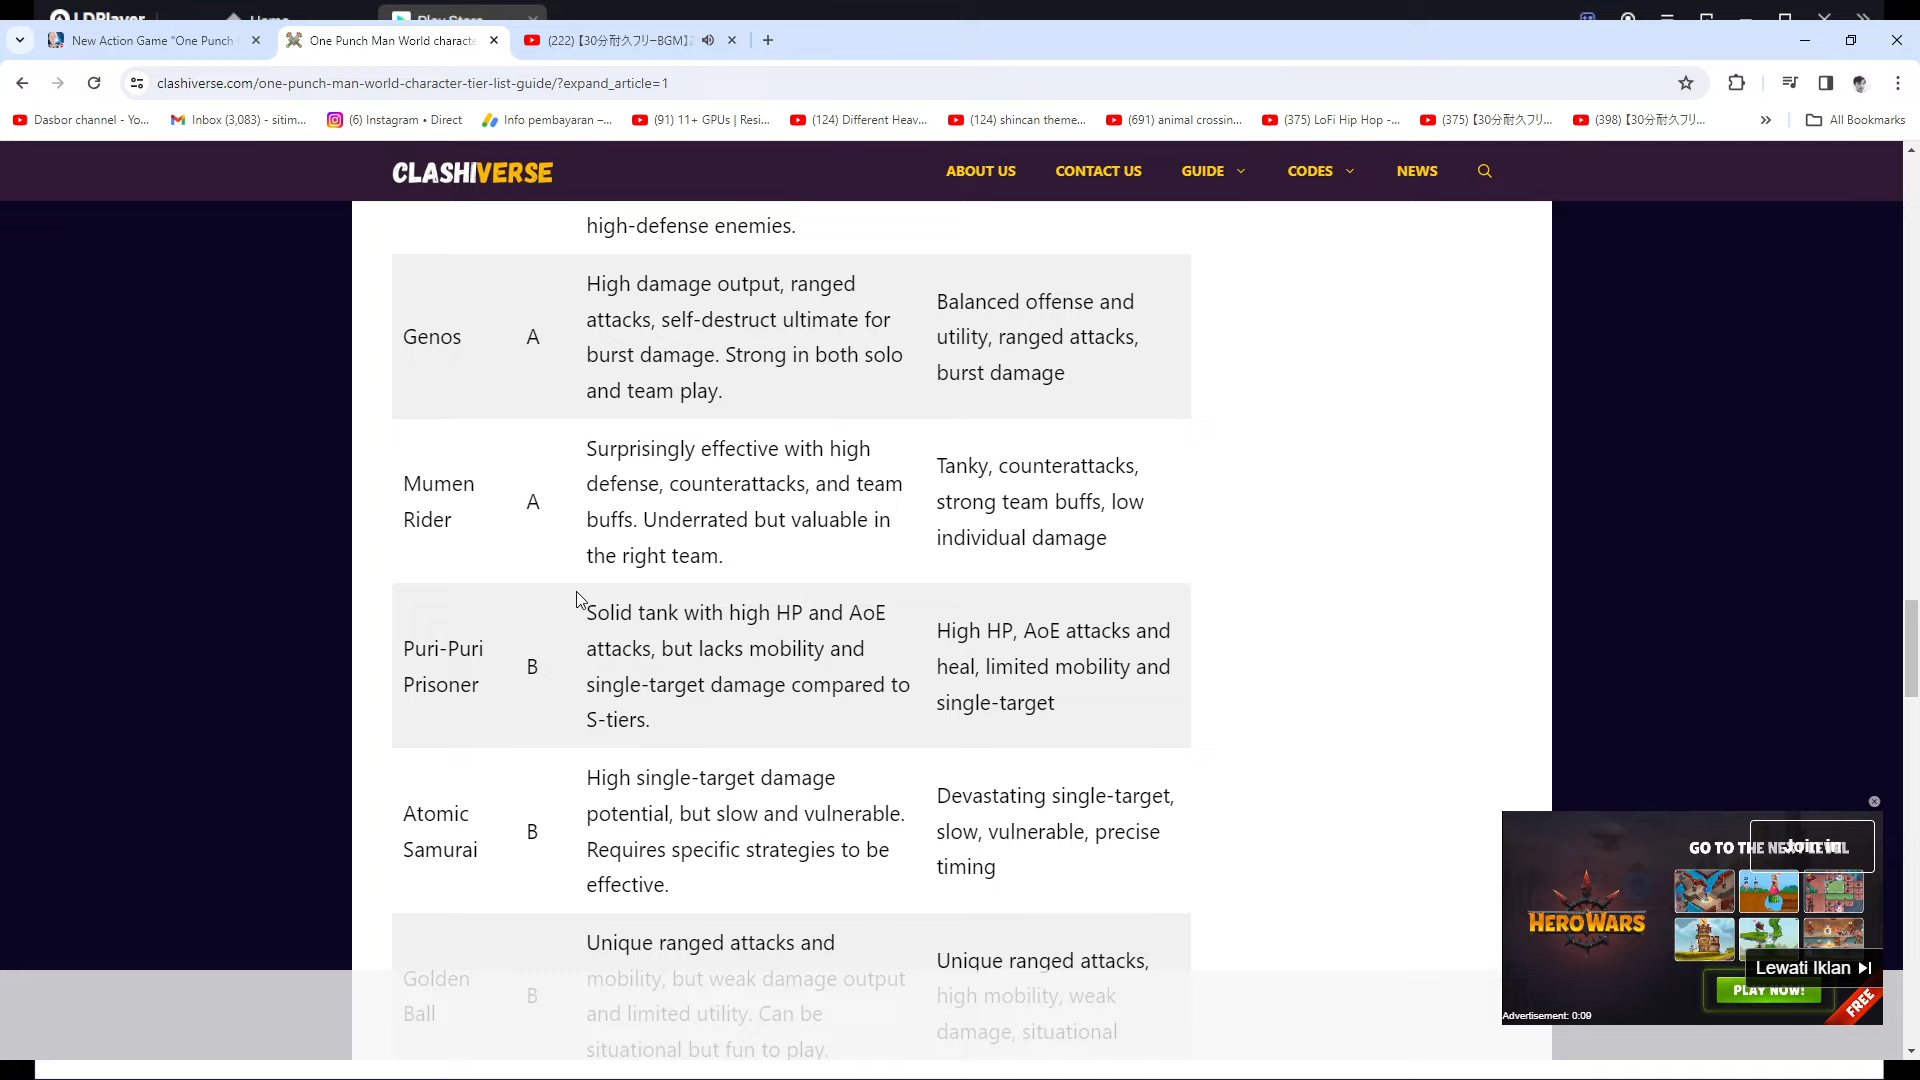 LDPlayer
Home
Play Store
New Action Game "One Punch
One Punch Man World characte
(222) 【30分耐久フリーBGM】
clashiverse.com/one-punch-man-world-character-tier-list-guide/?expand_article=1
Dasbor channel - Yo...
Inbox (3,083) - sitim...
(6) Instagram • Direct
Info pembayaran –...
(91) 11+ GPUs | Resi...
(124) Different Heav...
(124) shincan theme...
(691) animal crossin...
(375) LoFi Hip Hop -...
(375) 【30分耐久フリ...
(398) 【30分耐久フリ...
All Bookmarks
CLASHIVERSE
ABOUT US
CONTACT US
GUIDE
CODES
NEWS
high-defense enemies.
Genos
A
High damage output, ranged
attacks, self-destruct ultimate for
burst damage. Strong in both solo
and team play.
Balanced offense and
utility, ranged attacks,
burst damage
Mumen
Rider
A
Surprisingly effective with high
defense, counterattacks, and team
buffs. Underrated but valuable in
the right team.
Tanky, counterattacks,
strong team buffs, low
individual damage
Puri-Puri
Prisoner
B
Solid tank with high HP and AoE
attacks, but lacks mobility and
single-target damage compared to
S-tiers.
High HP, AoE attacks and
heal, limited mobility and
single-target
Atomic
Samurai
B
High single-target damage
potential, but slow and vulnerable.
Requires specific strategies to be
effective.
Devastating single-target,
slow, vulnerable, precise
timing
Golden
Ball
B
Unique ranged attacks and
mobility, but weak damage output
and limited utility. Can be
situational but fun to play.
Unique ranged attacks,
high mobility, weak
damage, situational
GO TO THE NEXT LEVEL
Join in
HERO WARS
Lewati Iklan
PLAY NOW!
FREE
Advertisement: 0:09